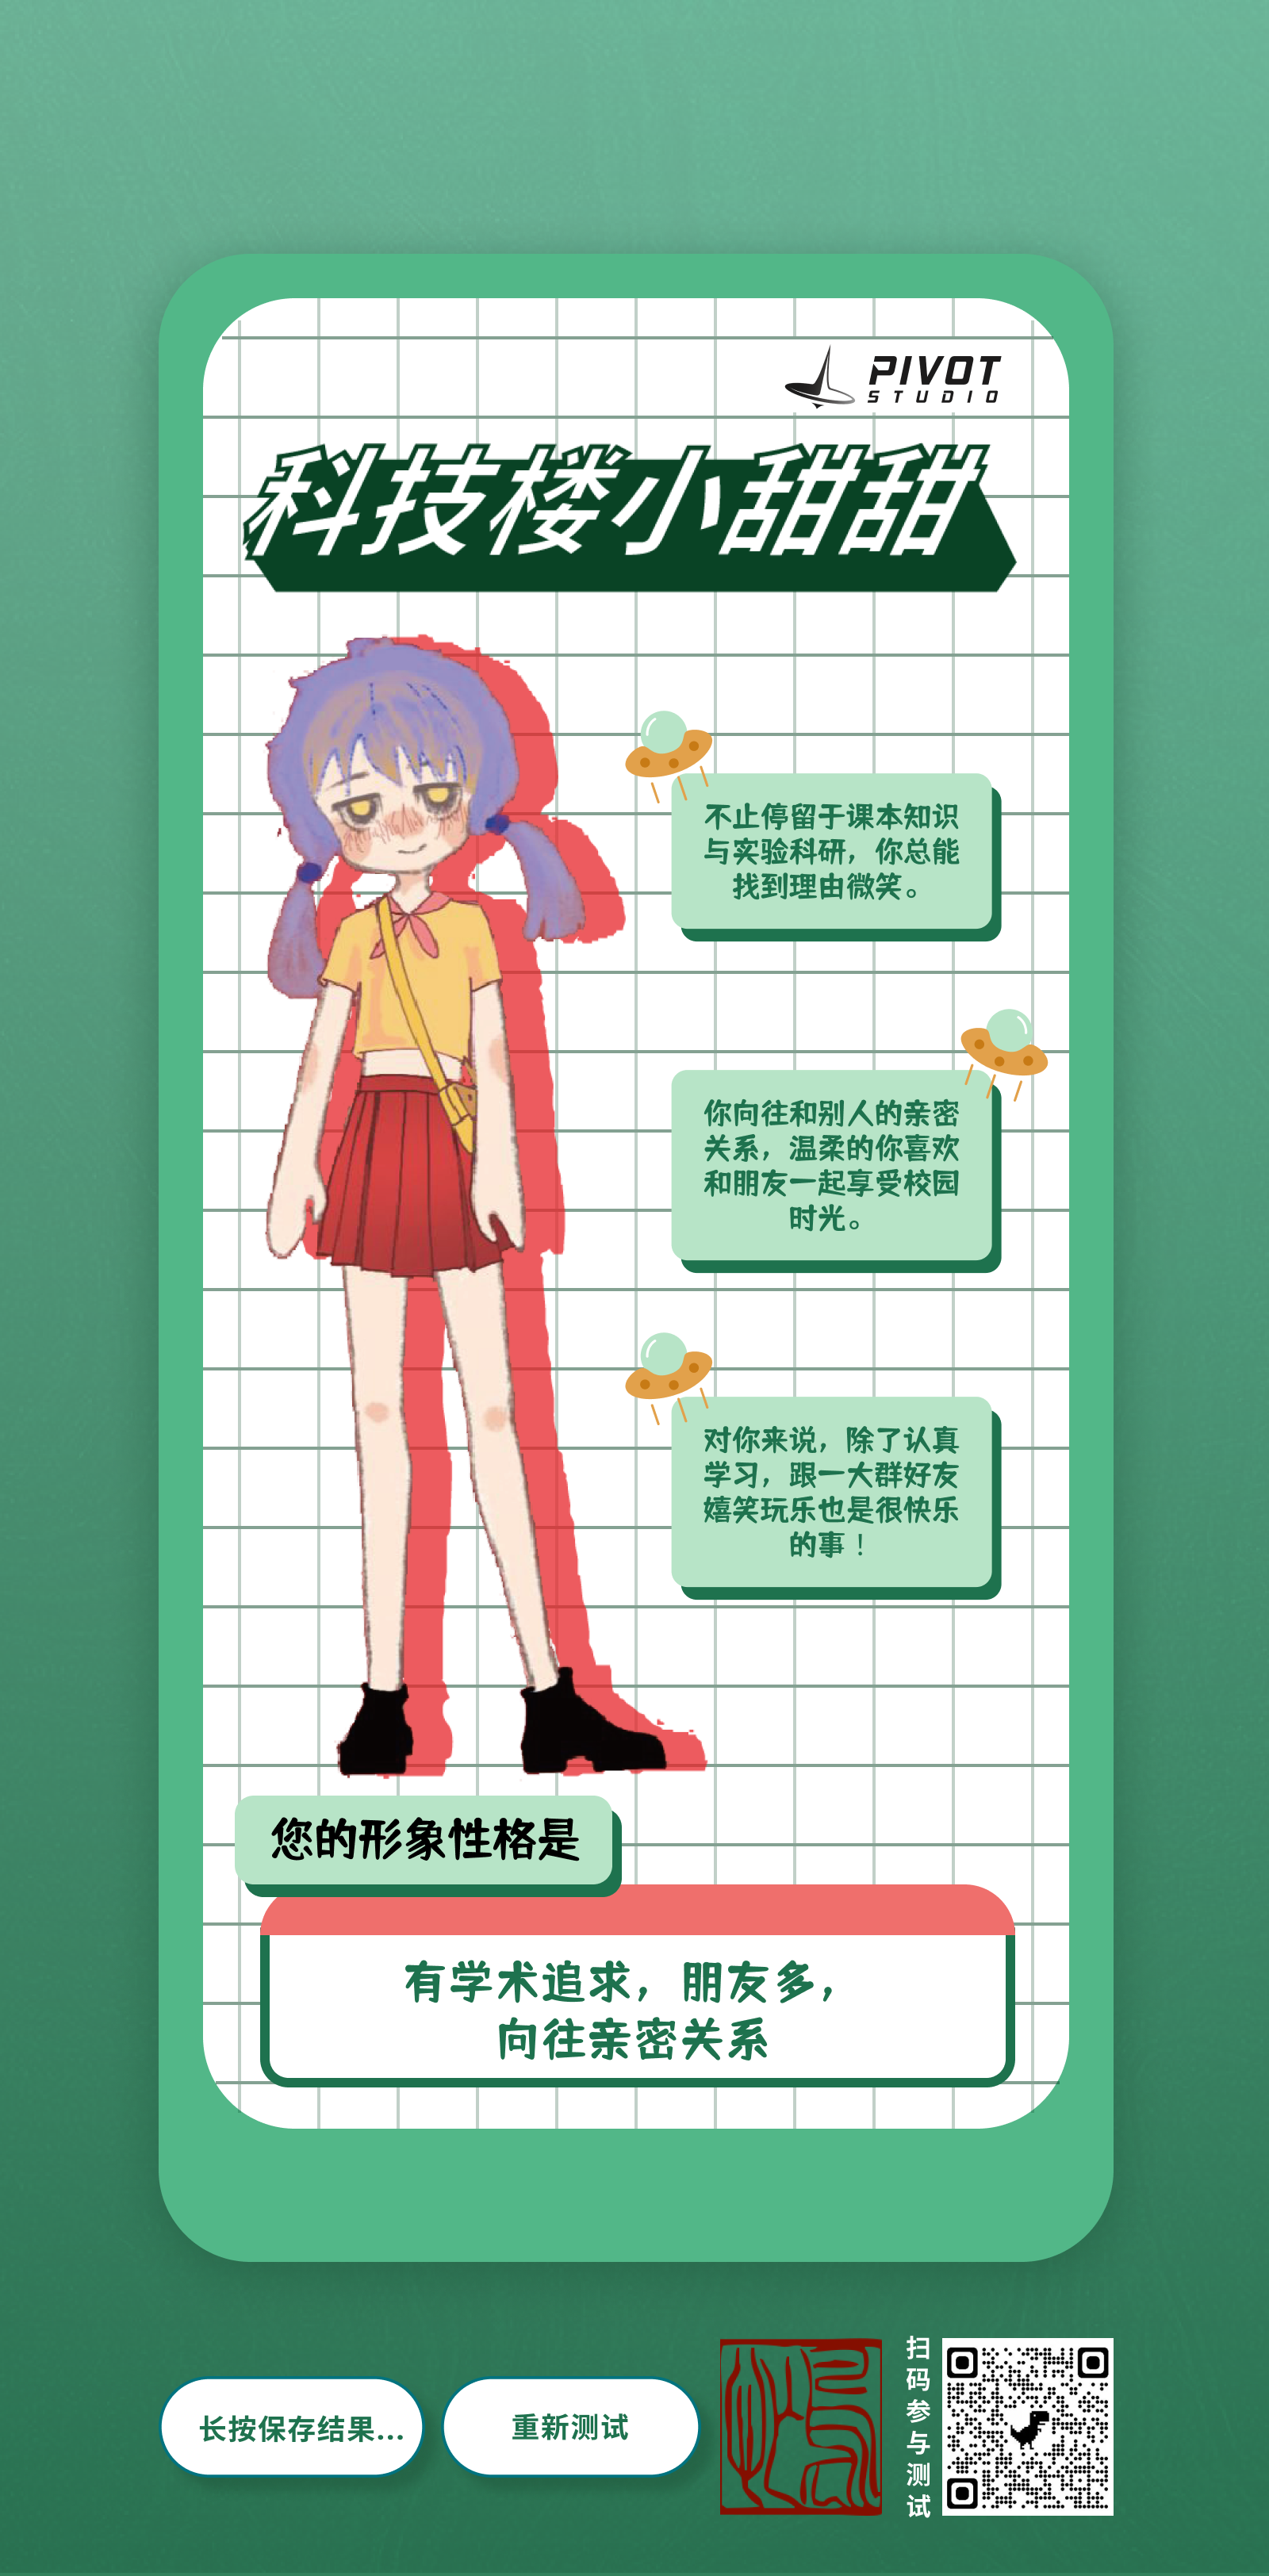 PIVOT
STUDIO
科技楼小甜甜
不止停留于课本知识
与实验科研，你总能
找到理由微笑。
你向往和别人的亲密
关系，温柔的你喜欢
和朋友一起享受校园
时光。
对你来说，除了认真
学习，跟一大群好友
嬉笑玩乐也是很快乐
的事！
您的形象性格是
有学术追求，朋友多，
向往亲密关系
长按保存结果...
重新测试
扫码参与测试